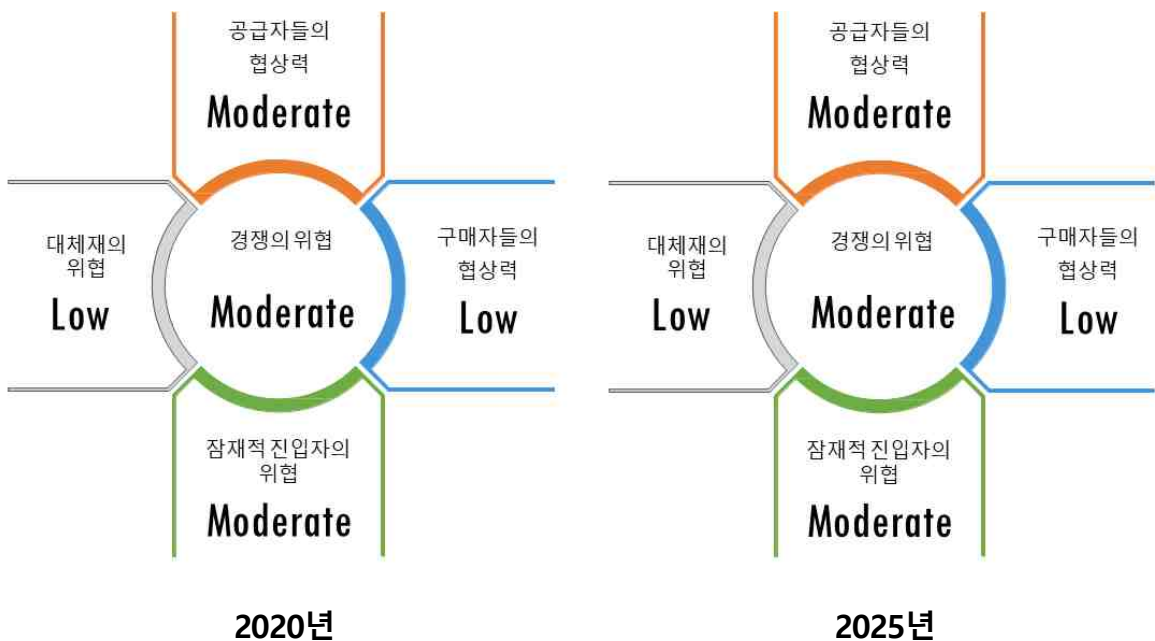 공급자들의
협상력
Moderate
대체재의
위협
Low
경쟁의 위협
Moderate
구매자들의
협상력
Low
잠재적 진입자의
위협
Moderate
2020년
공급자들의
협상력
Moderate
대체재의
위협
Low
경쟁의 위협
Moderate
구매자들의
협상력
Low
잠재적 진입자의
위협
Moderate
2025년